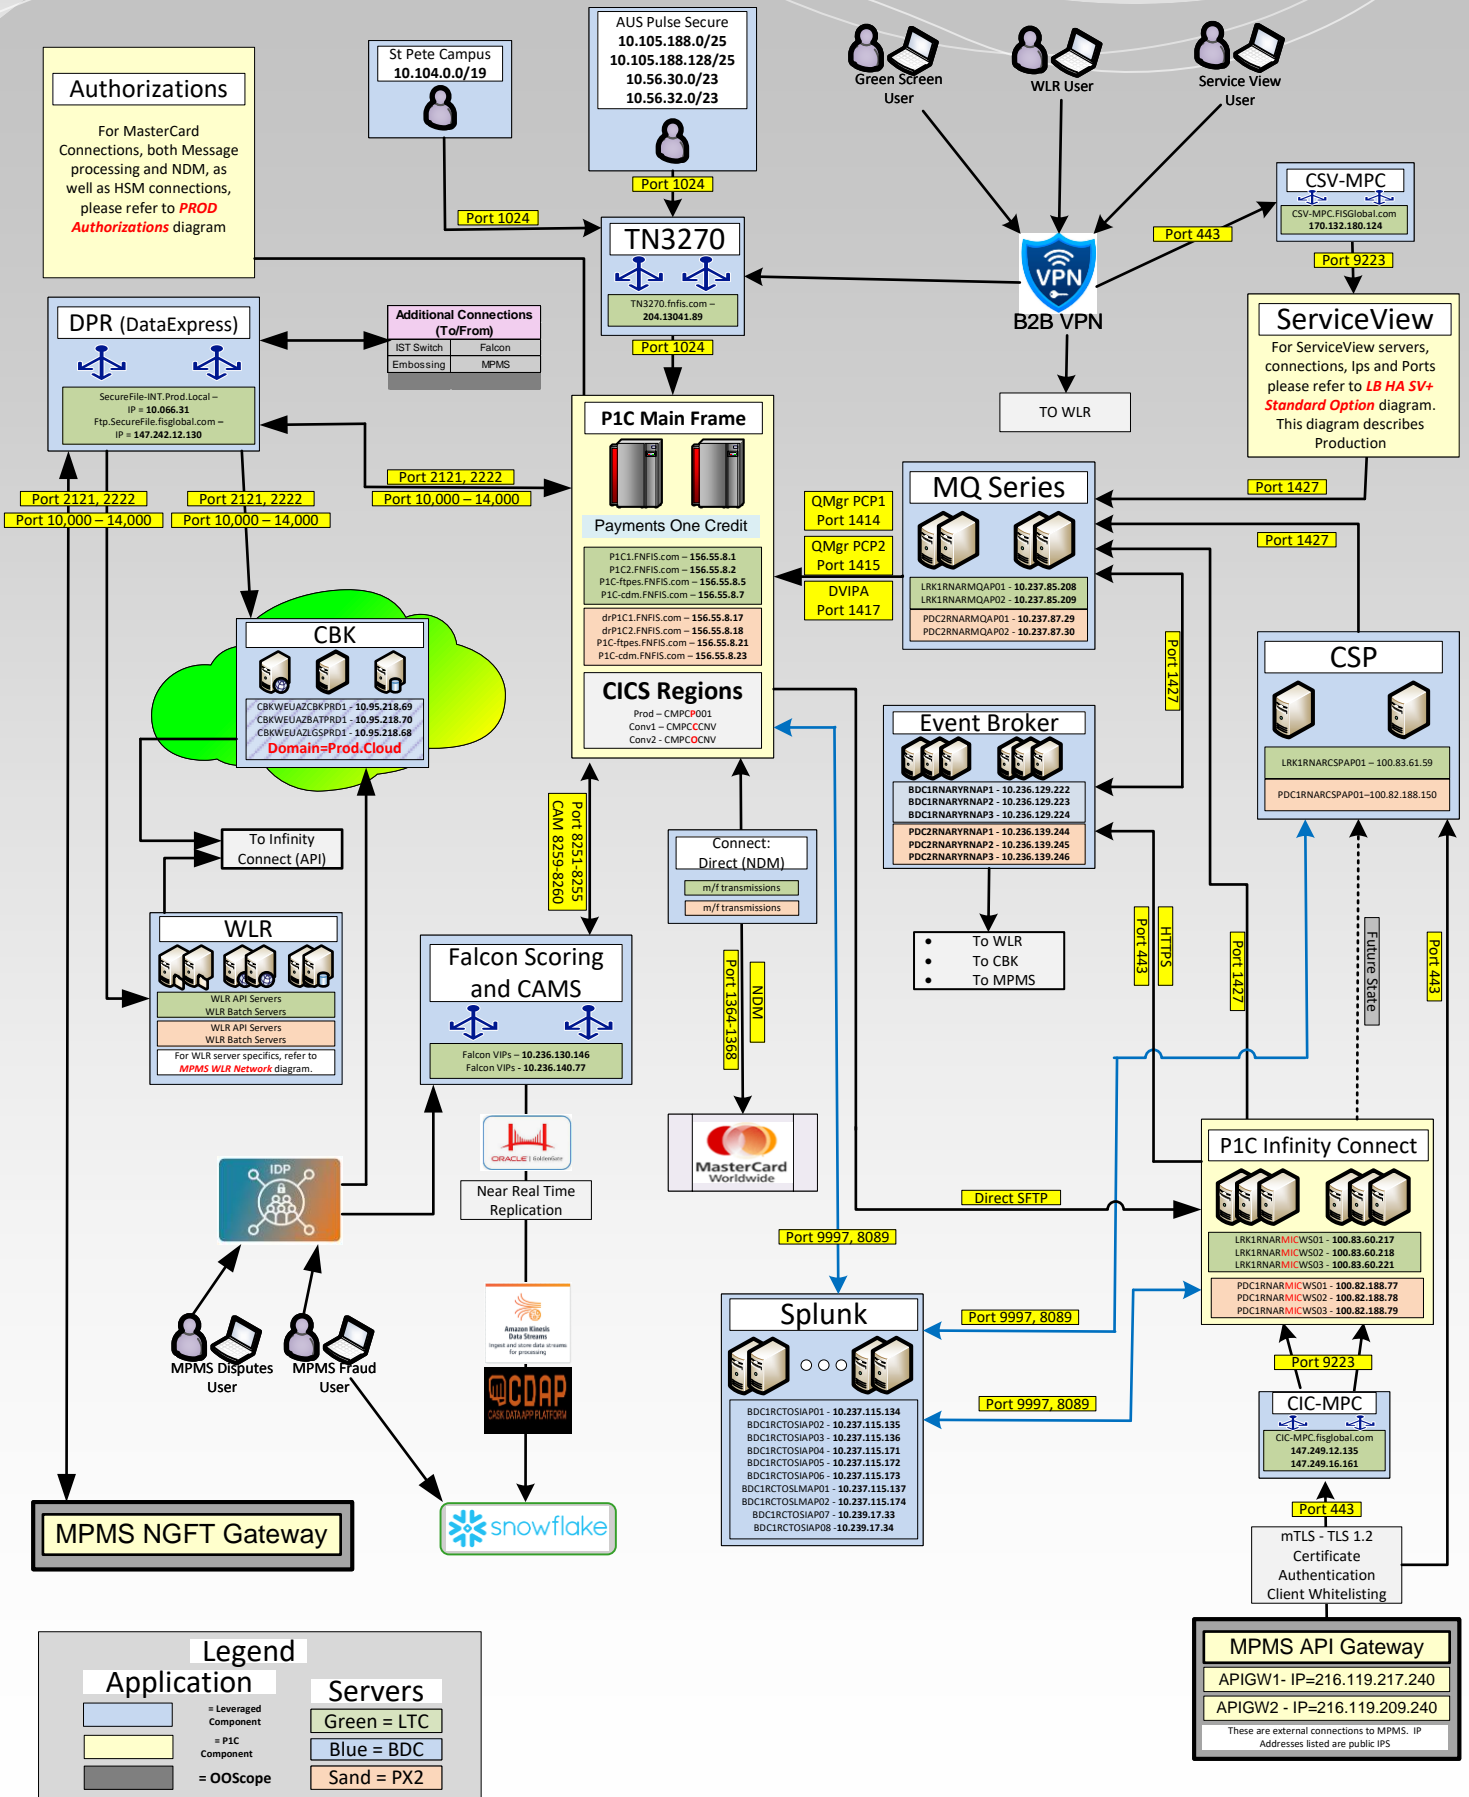 Authorizations
For MasterCard
Connections, both Message
processing and NDM, as
well as HSM connections,
please refer to PROD
Authorizations diagram
St Pete Campus
10.104.0.0/19
AUS Pulse Secure
10.105.188.0/25
10.105.188.128/25
10.56.30.0/23
10.56.32.0/23
Green Screen
User
WLR User
Service View
User
Port 1024
Port 1024
TN3270
TN3270.fnfis.com –
204.13041.89
Port 1024
VPN
B2B VPN
TO WLR
Port 443
CSV-MPC
CSV-MPC.FISGlobal.com
170.132.180.124
Port 9223
ServiceView
For ServiceView servers,
connections, Ips and Ports
please refer to LB HA SV+
Standard Option diagram.
This diagram describes
Production
Port 1427
DPR (DataExpress)
SecureFile-INT.Prod.Local –
IP = 10.066.31
Ftp.SecureFile.fisglobal.com –
IP = 147.242.12.130
Additional Connections
(To/From)
IST Switch Falcon
Embossing MPMS
Port 2121, 2222
Port 10,000 – 14,000
Port 2121, 2222
Port 10,000 – 14,000
Port 2121, 2222
Port 10,000 – 14,000
P1C Main Frame
Payments One Credit
P1C1.FNFIS.com – 156.55.8.1
P1C2.FNFIS.com – 156.55.8.2
P1C-ftpes.FNFIS.com – 156.55.8.5
P1C-cdm.FNFIS.com – 156.55.8.7
drP1C1.FNFIS.com – 156.55.8.17
drP1C2.FNFIS.com – 156.55.8.18
P1C-ftpes.FNFIS.com – 156.55.8.21
P1C-cdm.FNFIS.com – 156.55.8.23
CICS Regions
Prod – CMPCP001
Conv1 – CMPCCCNV
Conv2 - CMPCOCNV
QMgr PCP1
Port 1414
QMgr PCP2
Port 1415
DVIPA
Port 1417
MQ Series
LRK1RNARMQAP01 - 10.237.85.208
LRK1RNARMQAP02 - 10.237.85.209
PDC2RNARMQAP01 - 10.237.87.29
PDC2RNARMQAP02 - 10.237.87.30
Port 1427
Port 1427
CSP
LRK1RNARCSPAP01 – 100.83.61.59
PDC1RNARCSPAP01–100.82.188.150
CBK
CBKWEUAZCBKPRD1 - 10.95.218.69
CBKWEUAZBATPRD1 - 10.95.218.70
CBKWEUAZLGSPRD1 - 10.95.218.68
Domain=Prod.Cloud
To Infinity
Connect (API)
Event Broker
BDC1RNARYRNAP1 - 10.236.129.222
BDC1RNARYRNAP2 - 10.236.129.223
BDC1RNARYRNAP3 - 10.236.129.224
PDC2RNARYRNAP1 - 10.236.139.244
PDC2RNARYRNAP2 - 10.236.139.245
PDC2RNARYRNAP3 - 10.236.139.246
• To WLR
• To CBK
• To MPMS
Port 8251-8255
CAM 8259-8260
Connect:
Direct (NDM)
m/f transmissions
m/f transmissions
NDM
Port 1364-1368
HTTPS
Port 443
Port 1427
Future State
Port 443
WLR
WLR API Servers
WLR Batch Servers
WLR API Servers
WLR Batch Servers
For WLR server specifics, refer to
MPMS WLR Network diagram.
Falcon Scoring
and CAMS
Falcon VIPs – 10.236.130.146
Falcon VIPs - 10.236.140.77
ORACLE | GoldenGate
Near Real Time
Replication
MasterCard
Worldwide
IDP
MPMS Disputes
User
MPMS Fraud
User
Amazon Kinesis
Data Streams
Ingest and store data streams
for processing
CDAP
CASK DATA APP PLATFORM
snowflake
Direct SFTP
Port 9997, 8089
Port 9997, 8089
Port 9997, 8089
P1C Infinity Connect
LRK1RNARMICWS01 - 100.83.60.217
LRK1RNARMICWS02 - 100.83.60.218
LRK1RNARMICWS03 - 100.83.60.221
PDC1RNARMICWS01 - 100.82.188.77
PDC1RNARMICWS02 - 100.82.188.78
PDC1RNARMICWS03 - 100.82.188.79
Port 9223
CIC-MPC
CIC-MPC.fisglobal.com
147.249.12.135
147.249.16.161
Port 443
mTLS - TLS 1.2
Certificate
Authentication
Client Whitelisting
Splunk
BDC1RCTOSIAP01 - 10.237.115.134
BDC1RCTOSIAP02 - 10.237.115.135
BDC1RCTOSIAP03 - 10.237.115.136
BDC1RCTOSIAP04 - 10.237.115.171
BDC1RCTOSIAP05 - 10.237.115.172
BDC1RCTOSIAP06 - 10.237.115.173
BDC1RCTOSLMAP01 - 10.237.115.137
BDC1RCTOSLMAP02 - 10.237.115.174
BDC1RCTOSIAP07 - 10.239.17.33
BDC1RCTOSIAP08 -10.239.17.34
MPMS NGFT Gateway
MPMS API Gateway
APIGW1- IP=216.119.217.240
APIGW2 - IP=216.119.209.240
These are external connections to MPMS. IP
Addresses listed are public IPS
Legend
Application
= Leveraged
Component
= P1C
Component
= OOScope
Servers
Green = LTC
Blue = BDC
Sand = PX2